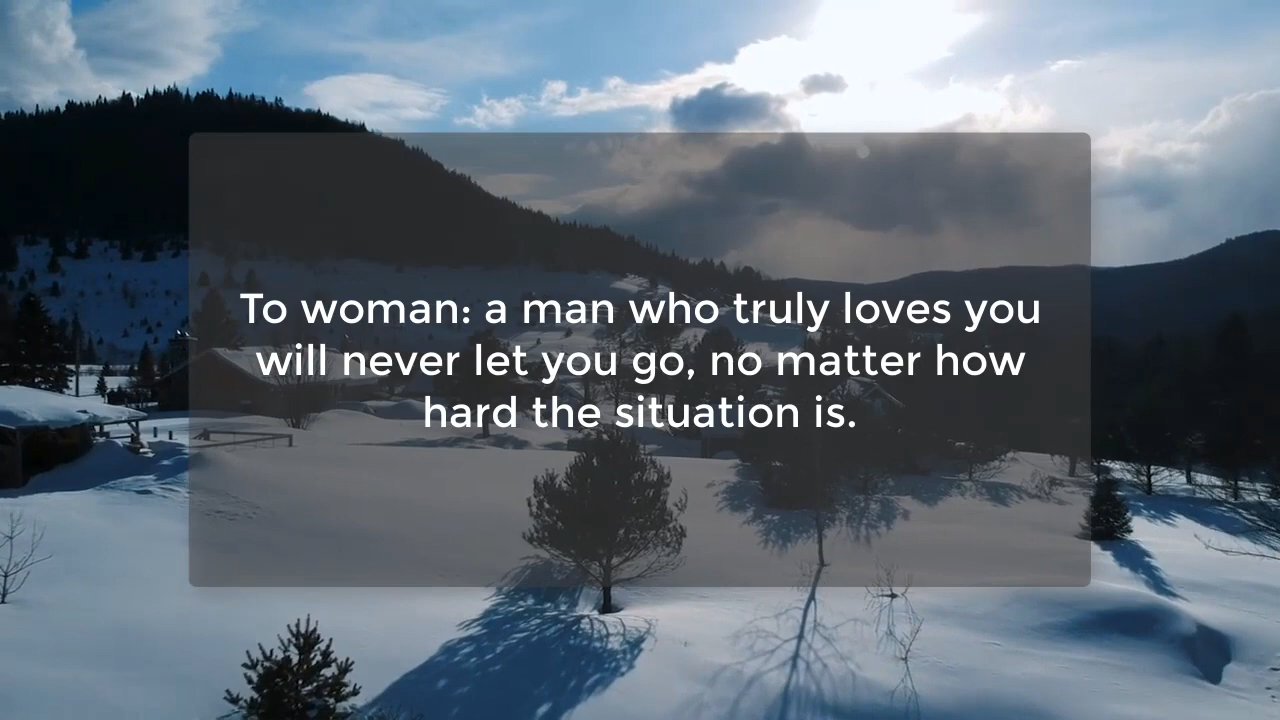 To woman: a man who truly loves you
will never let you go, no matter how
hard the situation is.